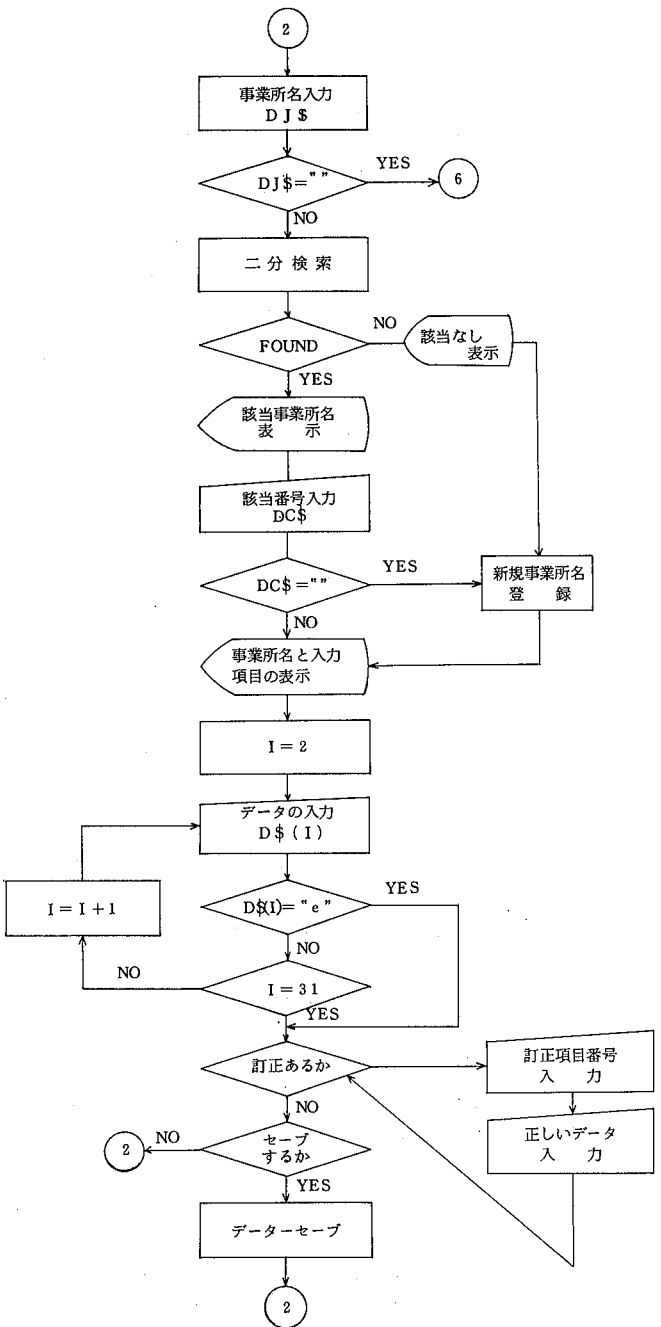 2
事業所名入力
DJ$
DJ$=""
YES
6
NO
二分検索
FOUND
NO
該当なし
表示
YES
該当事業所名
表 示
該当番号入力
DC$
DC$=""
YES
新規事業所名
登 録
NO
事業所名と入力
項目の表示
I=2
データの入力
D$(I)
I=I+1
D$(I)="e"
YES
NO
NO
I=31
YES
訂正あるか
訂正項目番号
入 力
NO
正しいデータ
入 力
2
NO
セーブ
するか
YES
データーセーブ
2